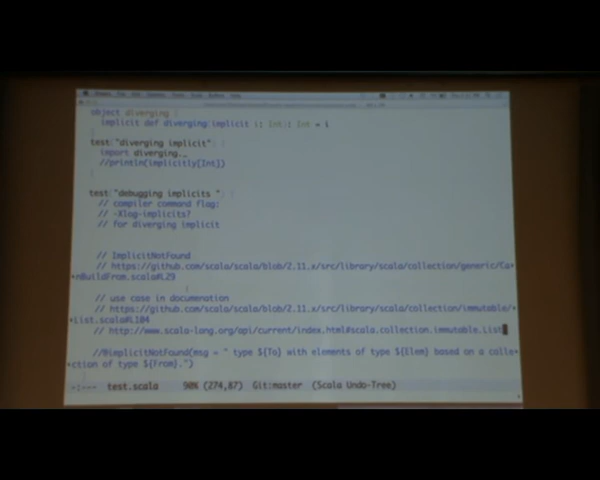 object diverging {
implicit def diverging(implicit i: Int): Int = i
}
test("diverging implicit") {
import diverging._
//println(implicitly[Int])
}
test("debugging implicits ") {
// compiler command flag:
// -Xlog-implicits?
// for diverging implicit
// ImplicitNotFound
// https://github.com/scala/scala/blob/2.11.x/src/library/scala/collection/generic/Ca
nBuildFrom.scala#L29
// use case in documenation
// https://github.com/scala/scala/blob/2.11.x/src/library/scala/collection/immutable/
List.scala#L104
// http://www.scala-lang.org/api/current/index.html#scala.collection.immutable.List
//@implicitNotFound(msg = " type ${To} with elements of type ${Elem} based on a colle
ction of type ${From}.")
-:--- test.scala 90% (274,87) Git:master (Scala Undo-Tree)